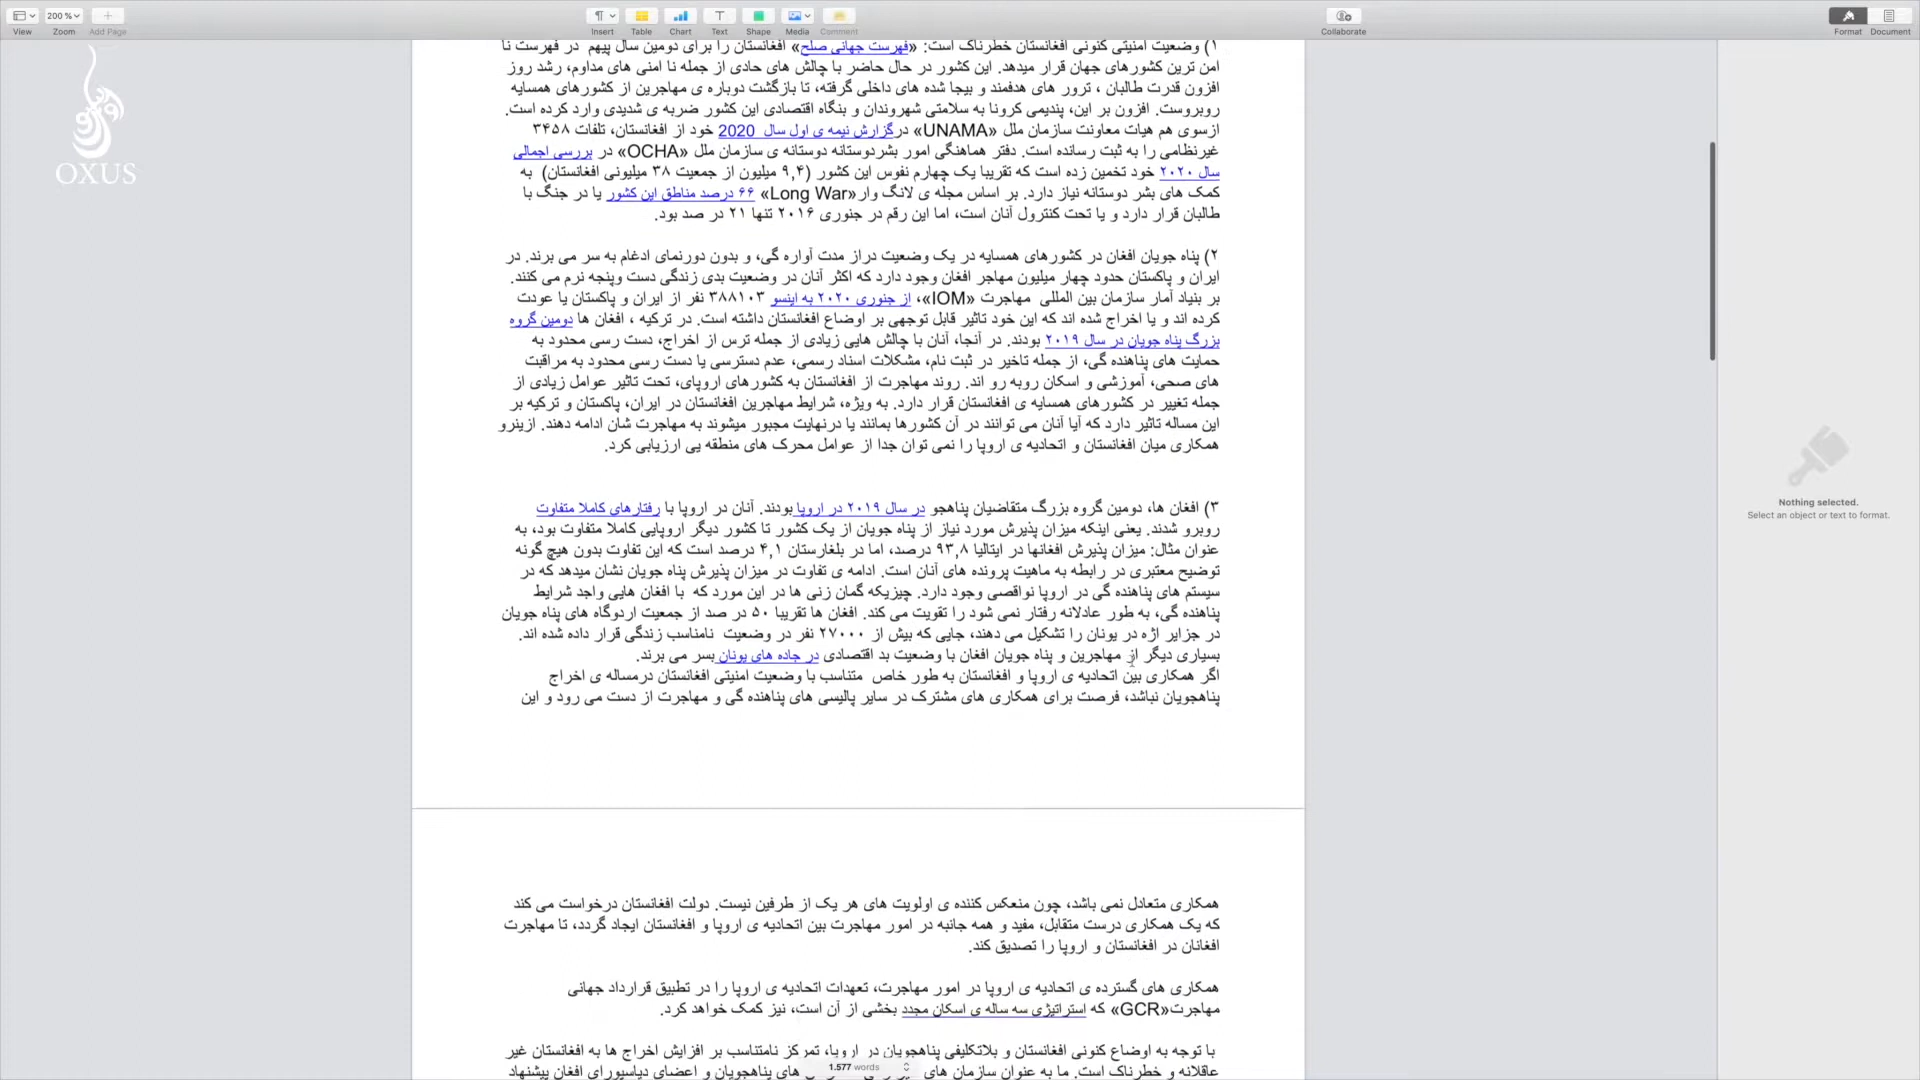 View
200 %
Zoom
Add Page
Insert
Table
Chart
Text
Shape
Media
Comment
Collaborate
Format
Document
OXUS
۱) وضعیت امنیتی کنونی افغانستان خطرناک است: «فهرست جهانی صلح» افغانستان را برای دومین سال پیهم در فهرست نا
امن ترین کشورهای جهان قرار میدهد. این کشور در حال حاضر با چالش های حادی از جمله نا امنی های مداوم، رشد روز
افزون قدرت طالبان ، ترور های هدفمند و بیجا شده های داخلی گرفته، تا بازگشت دوباره ی مهاجرین از کشورهای همسایه
روبروست. افزون بر این، پندیمی کرونا به سلامتی شهروندان و بنگاه اقتصادی این کشور ضربه ی شدیدی وارد کرده است.
ازسوی هم هیات معاونت سازمان ملل «UNAMA» درگزارش نیمه ی اول سال 2020 خود از افغانستان، تلفات ۳۴۵۸
غیرنظامی را به ثبت رسانده است. دفتر هماهنگی امور بشردوستانه دوستانه ی سازمان ملل «OCHA» در بررسی اجمالی
سال ۲۰۲۰ خود تخمین زده است که تقریبا یک چهارم نفوس این کشور (۹,۴ میلیون از جمعیت ۳۸ میلیونی افغانستان) به
کمک های بشر دوستانه نیاز دارد. بر اساس مجله ی لانگ وار«Long War» ۶۶ درصد مناطق این کشور یا در جنگ با
طالبان قرار دارد و یا تحت کنترول آنان است، اما این رقم در جنوری ۲۰۱۶ تنها ۲۱ در صد بود.
۲) پناه جویان افغان در کشورهای همسایه در یک وضعیت دراز مدت آواره گی، و بدون دورنمای ادغام به سر می برند. در
ایران و پاکستان حدود چهار میلیون مهاجر افغان وجود دارد که اکثر آنان در وضعیت بدی زندگی دست وپنجه نرم می کنند.
بر بنیاد آمار سازمان بین المللی مهاجرت «IOM»، از جنوری ۲۰۲۰ به اینسو ۳۸۸۱۰۳ نفر از ایران و پاکستان یا عودت
کرده اند و یا اخراج شده اند که این خود تاثیر قابل توجهی بر اوضاع افغانستان داشته است. در ترکیه ، افغان ها دومین گروه
بزرگ پناه جویان در سال ۲۰۱۹ بودند. در آنجا، آنان با چالش هایی زیادی از جمله ترس از اخراج، دست رسی محدود به
حمایت های پناهنده گی، از جمله تاخیر در ثبت نام، مشکلات اسناد رسمی، عدم دسترسی یا دست رسی محدود به مراقبت
های صحی، آموزشی و اسکان روبه رو اند. روند مهاجرت از افغانستان به کشورهای اروپای، تحت تاثیر عوامل زیادی از
جمله تغییر در کشورهای همسایه ی افغانستان قرار دارد. به ویژه، شرایط مهاجرین افغانستان در ایران، پاکستان و ترکیه بر
این مساله تاثیر دارد که آیا آنان می توانند در آن کشورها بمانند یا درنهایت مجبور میشوند به مهاجرت شان ادامه دهند. ازینرو
همکاری میان افغانستان و اتحادیه ی اروپا را نمی توان جدا از عوامل محرک های منطقه یی ارزیابی کرد.
۳) افغان ها، دومین گروه بزرگ متقاضیان پناهجو در سال ۲۰۱۹ در اروپا بودند. آنان در اروپا با رفتارهای کاملا متفاوت
روبرو شدند. یعنی اینکه میزان پذیرش مورد نیاز از پناه جویان از یک کشور تا کشور دیگر اروپایی کاملا متفاوت بود، به
عنوان مثال: میزان پذیرش افغانها در ایتالیا ۹۳,۸ درصد، اما در بلغارستان ۴,۱ درصد است که این تفاوت بدون هیچ گونه
توضیح معتبری در رابطه به ماهیت پرونده های آنان است. ادامه ی تفاوت در میزان پذیرش پناه جویان نشان میدهد که در
سیستم های پناهنده گی در اروپا نواقصی وجود دارد. چیزیکه گمان زنی ها در این مورد که با افغان هایی واجد شرایط
پناهنده گی، به طور عادلانه رفتار نمی شود را تقویت می کند. افغان ها تقریبا ۵۰ در صد از جمعیت اردوگاه های پناه جویان
در جزایر اژه در یونان را تشکیل می دهند، جایی که بیش از ۲۷۰۰۰ نفر در وضعیت نامناسب زندگی قرار داده شده اند.
بسیاری دیگر از مهاجرین و پناه جویان افغان با وضعیت بد اقتصادی در جاده های یونان بسر می برند.
اگر همکاری بین اتحادیه ی اروپا و افغانستان به طور خاص متناسب با وضعیت امنیتی افغانستان درمساله ی اخراج
پناهجویان نباشد، فرصت برای همکاری های مشترک در سایر پالیسی های پناهنده گی و مهاجرت از دست می رود و این
همکاری متعادل نمی باشد، چون منعکس کننده ی اولویت های هر یک از طرفین نیست. دولت افغانستان درخواست می کند
که یک همکاری درست متقابل، مفید و همه جانبه در امور مهاجرت بین اتحادیه ی اروپا و افغانستان ایجاد گردد، تا مهاجرت
افغانان در افغانستان و اروپا را تصدیق کند.
همکاری های گسترده ی اتحادیه ی اروپا در امور مهاجرت، تعهدات اتحادیه ی اروپا را در تطبیق قرارداد جهانی
مهاجرت«GCR» که استراتیژی سه ساله ی اسکان مجدد بخشی از آن است، نیز کمک خواهد کرد.
با توجه به اوضاع کنونی افغانستان و بلاتکلیفی پناهجویان در اروپا، تمرکز نامتناسب بر افزایش اخراج ها به افغانستان غیر
عاقلانه و خطرناک است. ما به عنوان سازمان های های پناهجویان و اعضای دیاسپورای افغان پیشنهاد
1.577 words
Nothing selected.
Select an object or text to format.